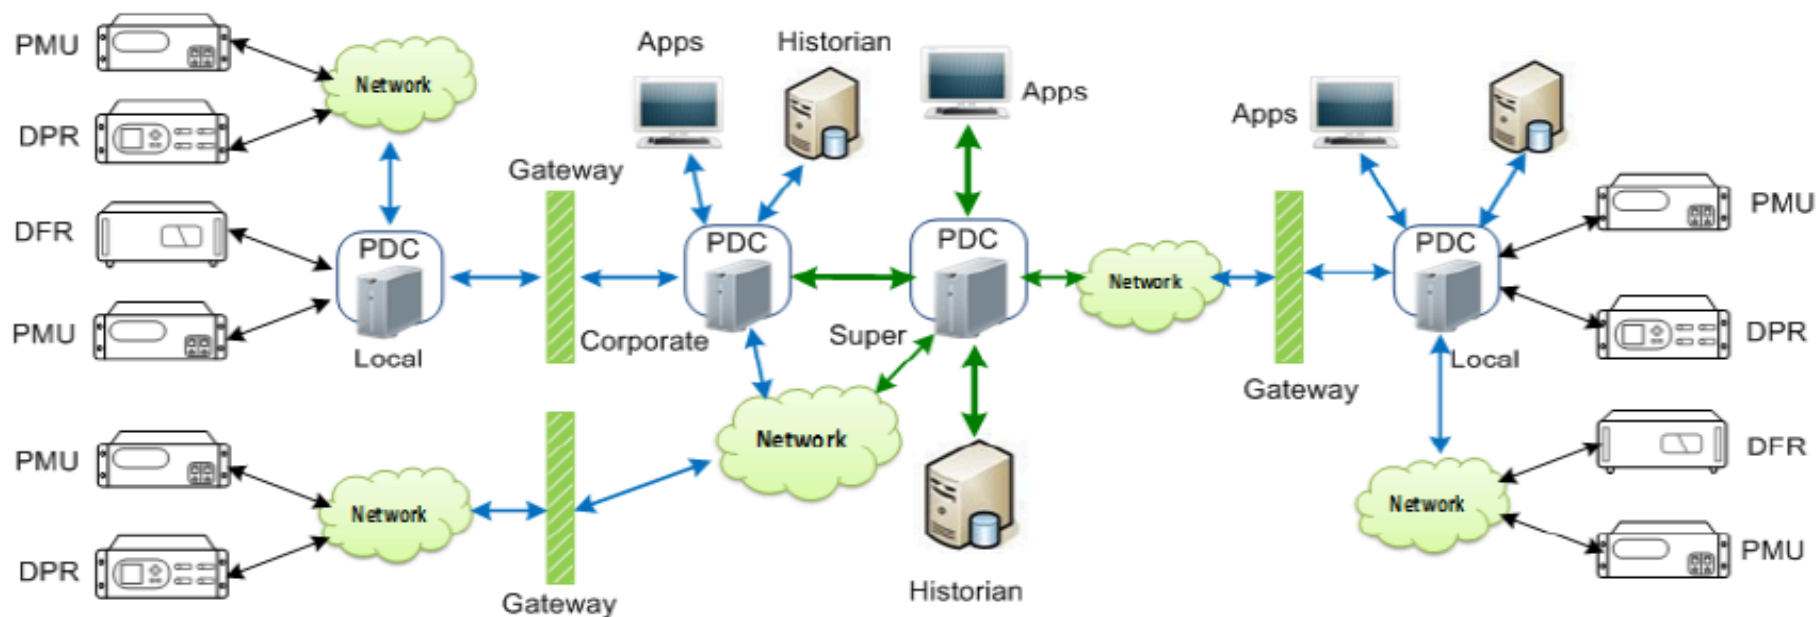 PMU
Network
DPR
DFR
PDC
PMU
Local
Gateway
Apps
Historian
PDC
Corporate
Apps
PDC
Super
Network
Gateway
Apps
PDC
Local
PMU
DPR
PMU
Network
DPR
Gateway
Network
Historian
Network
DFR
PMU